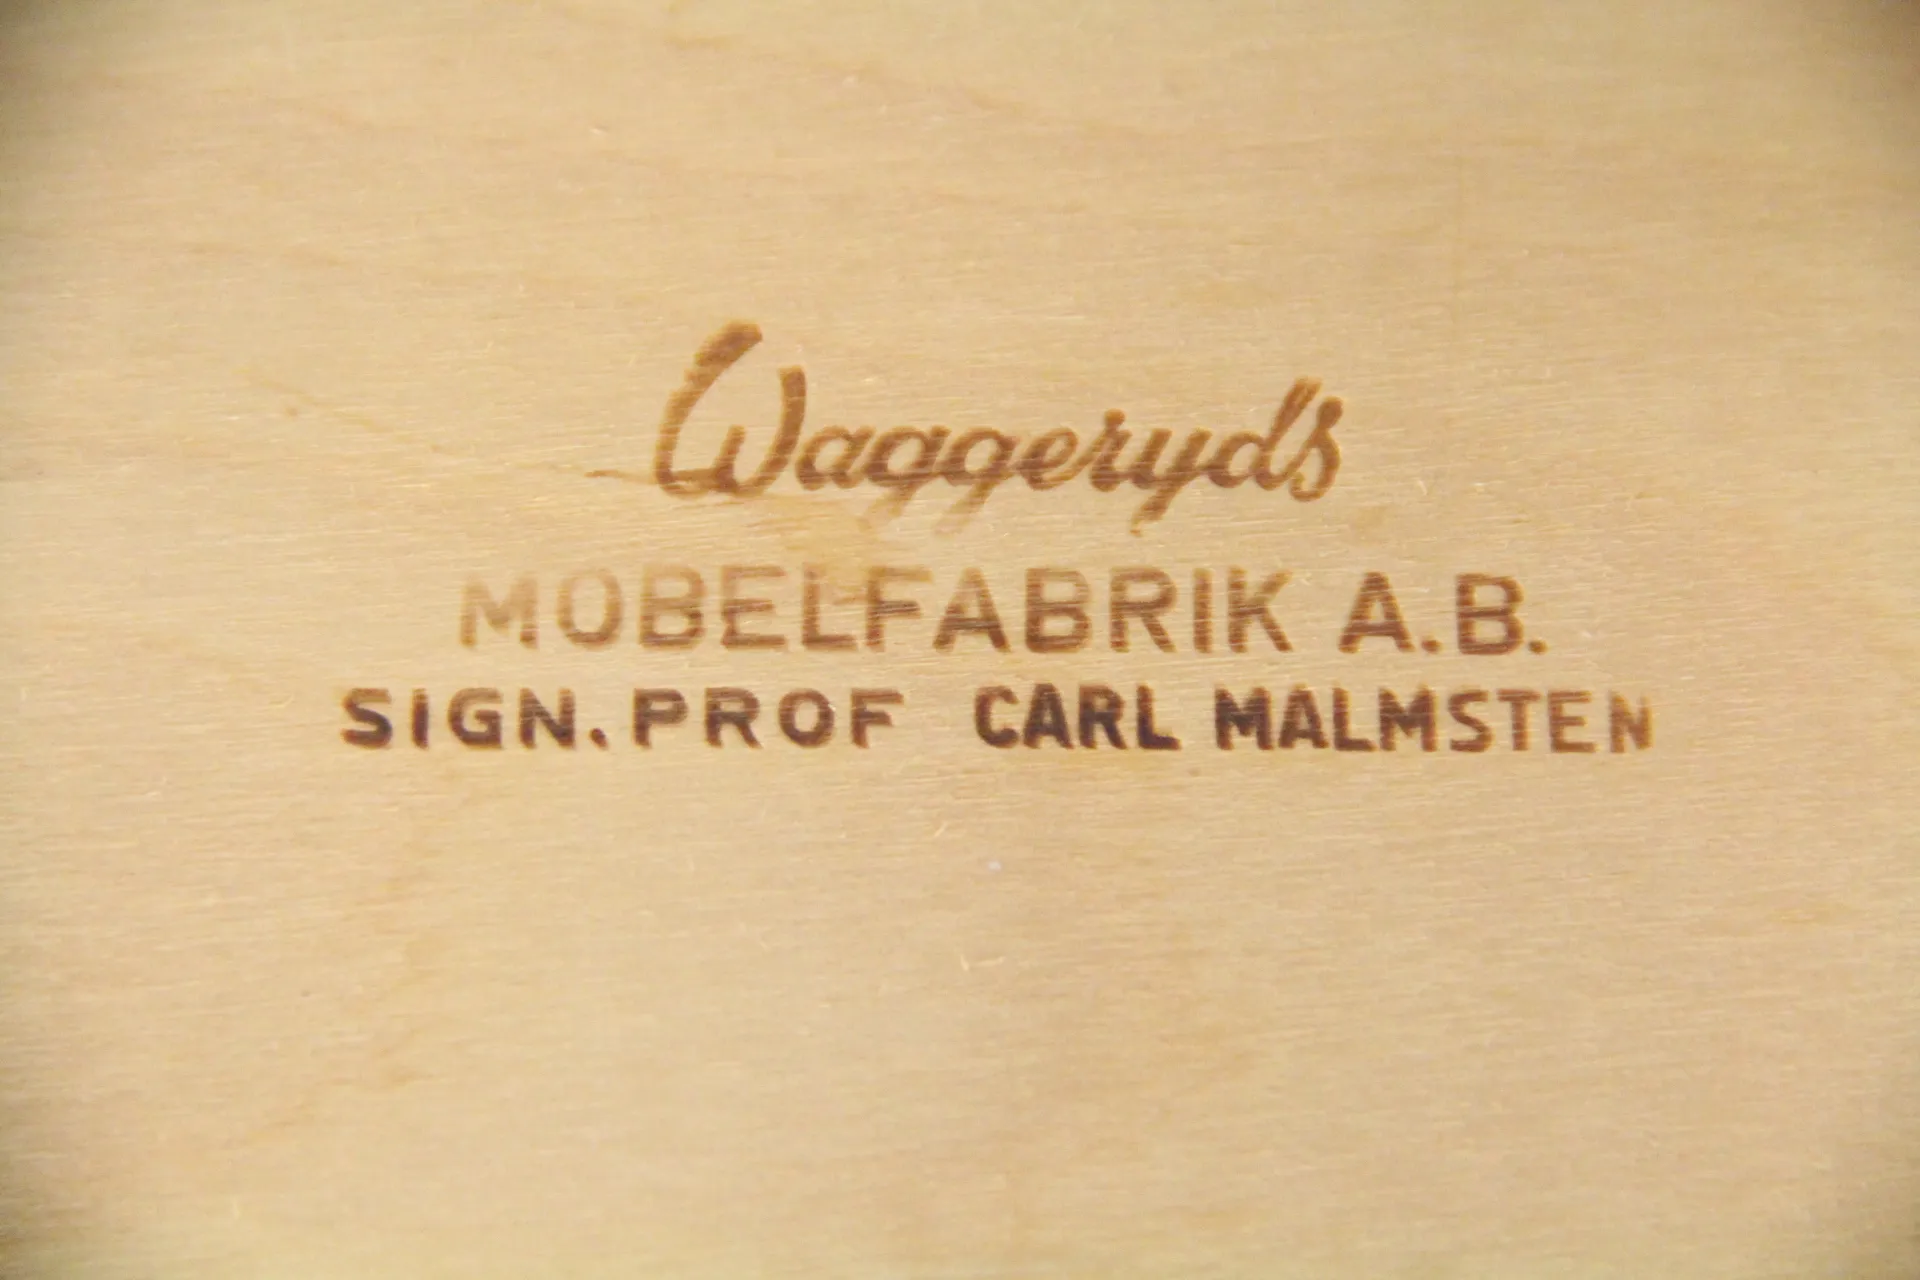 Waggeryds
MOBELFABRIK A.B.
SIGN. PROF CARL MALMSTEN